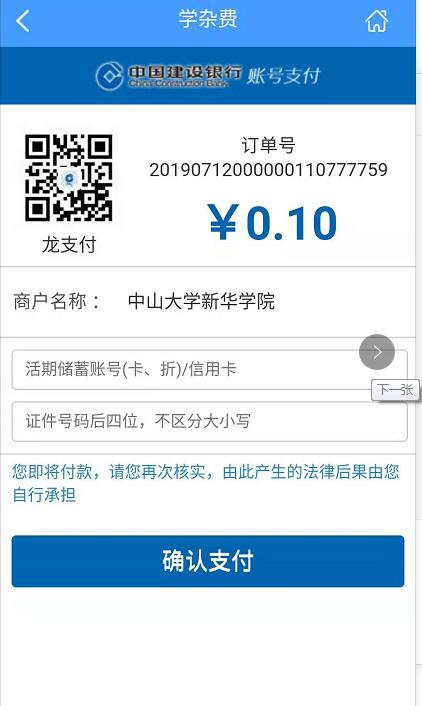 学杂费
中国建设银行 账号支付
China Construction Bank
订单号
20190712000000110777759
￥0.10
龙支付
商户名称： 中山大学新华学院
活期储蓄账号(卡、折)/信用卡
下一张
证件号码后四位，不区分大小写
您即将付款，请您再次核实，由此产生的法律后果由您
自行承担
确认支付